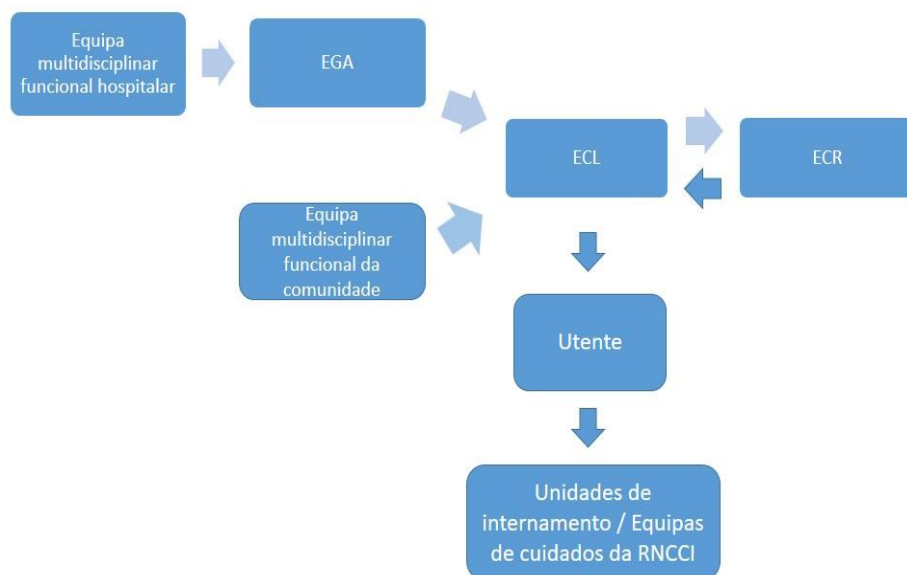 Equipa
multidisciplinar
funcional hospitalar
EGA
ECL
ECR
Equipa
multidisciplinar
funcional da
comunidade
Utente
Unidades de
internamento / Equipas
de cuidados da RNCCI